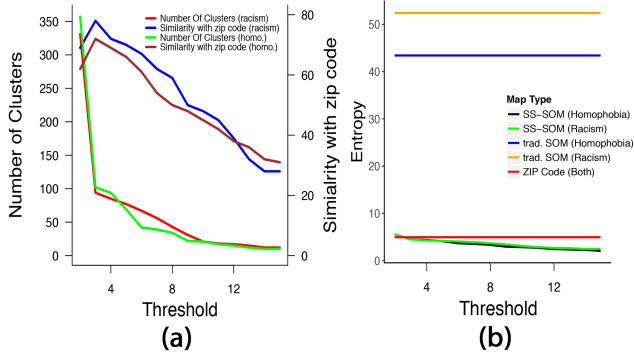 Number Of Clusters (racism)
Similarity with zip code (racism)
Number Of Clusters (homo.)
Similarity with zip code (homo.)
350
300
250
200
150
100
50
0
Number of Clusters
80
60
40
20
0
Simialrity with zip code
4
8
12
Threshold
(a)
50
40
30
20
10
0
Entropy
Map Type
SS-SOM (Homophobia)
SS-SOM (Racism)
trad. SOM (Homophobia)
trad. SOM (Racism)
ZIP Code (Both)
4
8
12
Threshold
(b)